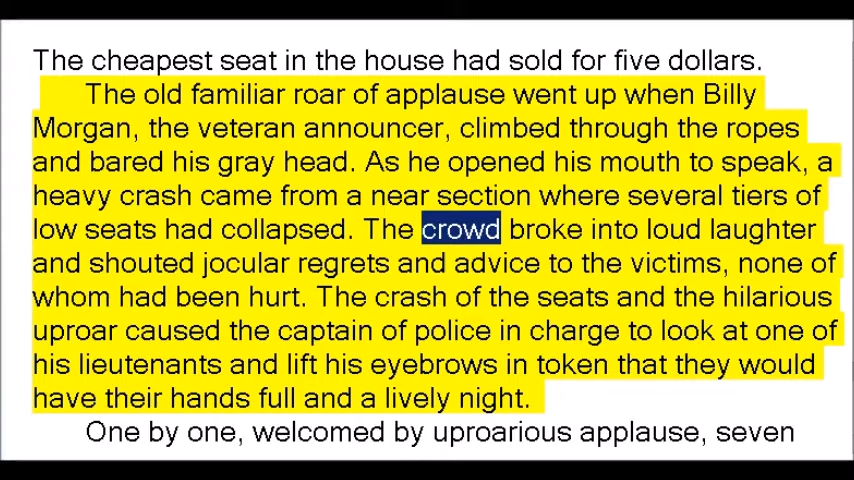 The cheapest seat in the house had sold for five dollars.
The old familiar roar of applause went up when Billy
Morgan, the veteran announcer, climbed through the ropes
and bared his gray head. As he opened his mouth to speak, a
heavy crash came from a near section where several tiers of
low seats had collapsed. The crowd broke into loud laughter
and shouted jocular regrets and advice to the victims, none of
whom had been hurt. The crash of the seats and the hilarious
uproar caused the captain of police in charge to look at one of
his lieutenants and lift his eyebrows in token that they would
have their hands full and a lively night.
One by one, welcomed by uproarious applause, seven